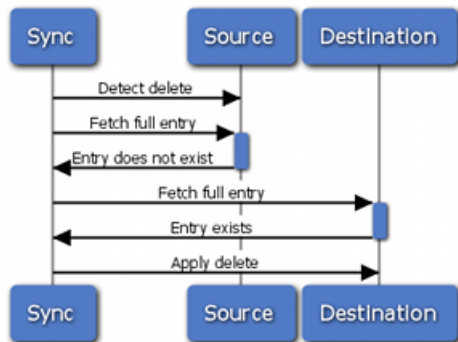 Sync Source Destination
Detect delete
Fetch full entry
Entry does not exist
Fetch full entry
Entry exists
Apply delete
Sync Source Destination